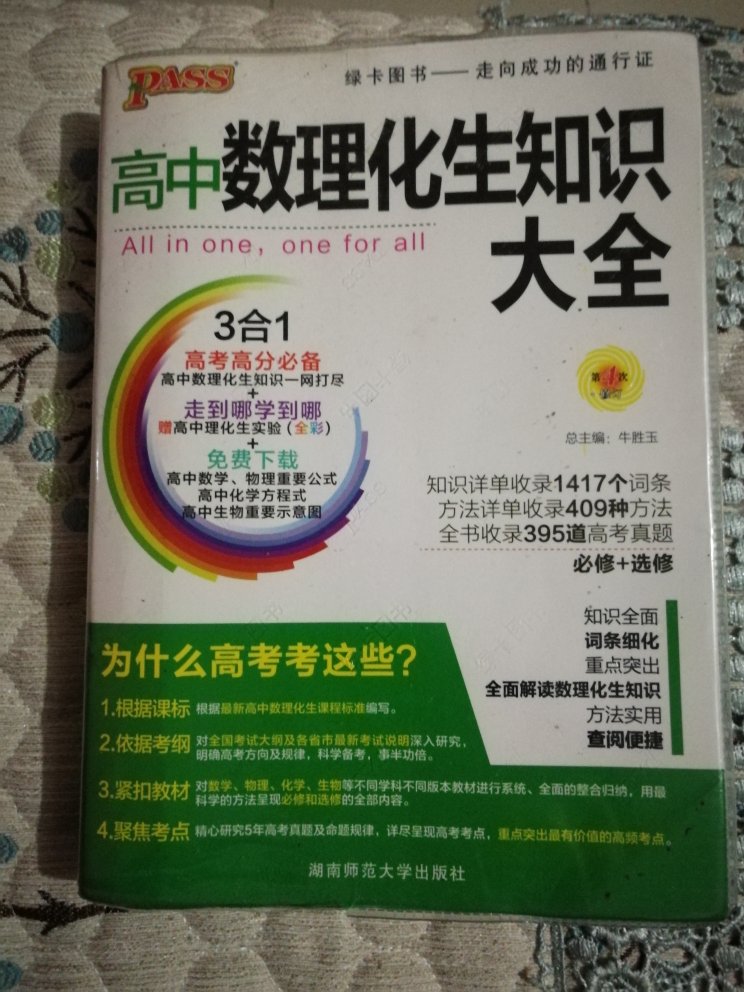 PASS
绿卡图书——走向成功的通行证
高中数理化生知识
大全
All in one, one for all
3合1
高考高分必备
高中数理化生知识一网打尽
+
走到哪学到哪
赠高中理化生实验（全彩）
+
免费下载
高中数学、物理重要公式
高中化学方程式
高中生物重要示意图
第4次
修订
总主编：牛胜玉
知识详单收录1417个词条
方法详单收录409种方法
全书收录395道高考真题
必修+选修
知识全面
词条细化
重点突出
全面解读数理化生知识
方法实用
查阅便捷
为什么高考考这些？
1.根据课标 根据最新高中数理化生课程标准编写。
2.依据考纲 对全国考试大纲及各省市最新考试说明深入研究，
明确高考方向及规律，科学备考，事半功倍。
3.紧扣教材 对数学、物理、化学、生物等不同学科不同版本教材进行系统、全面的整合归纳，用最
科学的方法呈现必修和选修的全部内容。
4.聚焦考点 精心研究5年高考真题及命题规律，详尽呈现高考考点，重点突出最有价值的高频考点。
湖南师范大学出版社